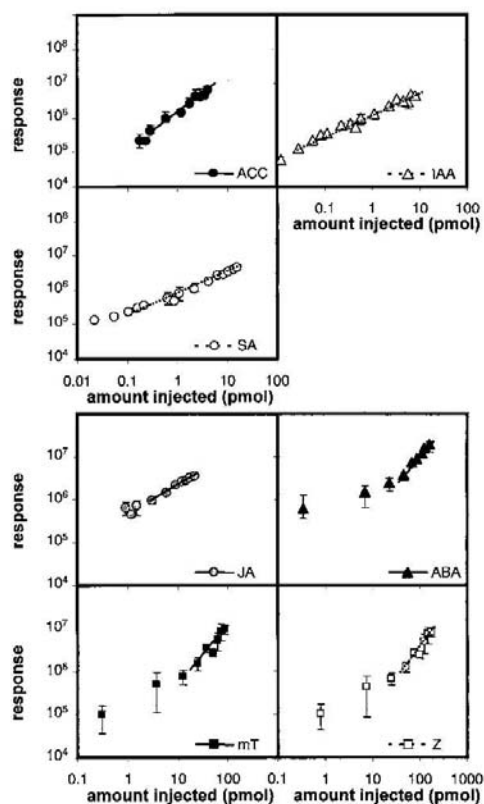 response
10⁸
10⁷
10⁶
10⁵
10⁴
ACC
IAA
0.1 1 10 100
amount injected (pmol)
response
10⁸
10⁷
10⁶
10⁵
10⁴
SA
0.01 0.1 1 10 100
amount injected (pmol)
response
10⁷
10⁶
10⁵
10⁴
JA
ABA
response
10⁷
10⁶
10⁵
10⁴
mT
Z
0.1 1 10 100
amount injected (pmol)
0.1 1 10 100 1000
amount injected (pmol)